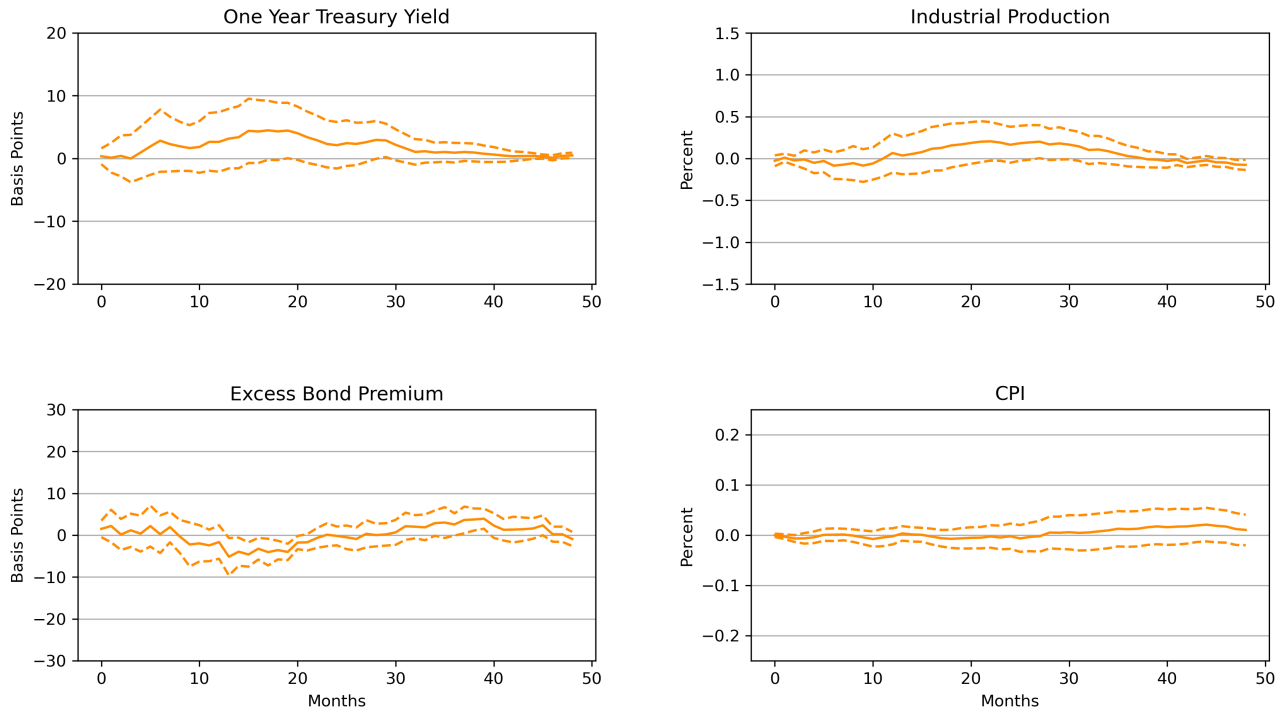 One Year Treasury Yield
Basis Points
20
10
0
−10
−20
0 10 20 30 40 50
Industrial Production
Percent
1.5
1.0
0.5
0.0
−0.5
−1.0
−1.5
0 10 20 30 40 50
Excess Bond Premium
Basis Points
30
20
10
0
−10
−20
−30
0 10 20 30 40 50
Months
CPI
Percent
0.2
0.1
0.0
−0.1
−0.2
0 10 20 30 40 50
Months